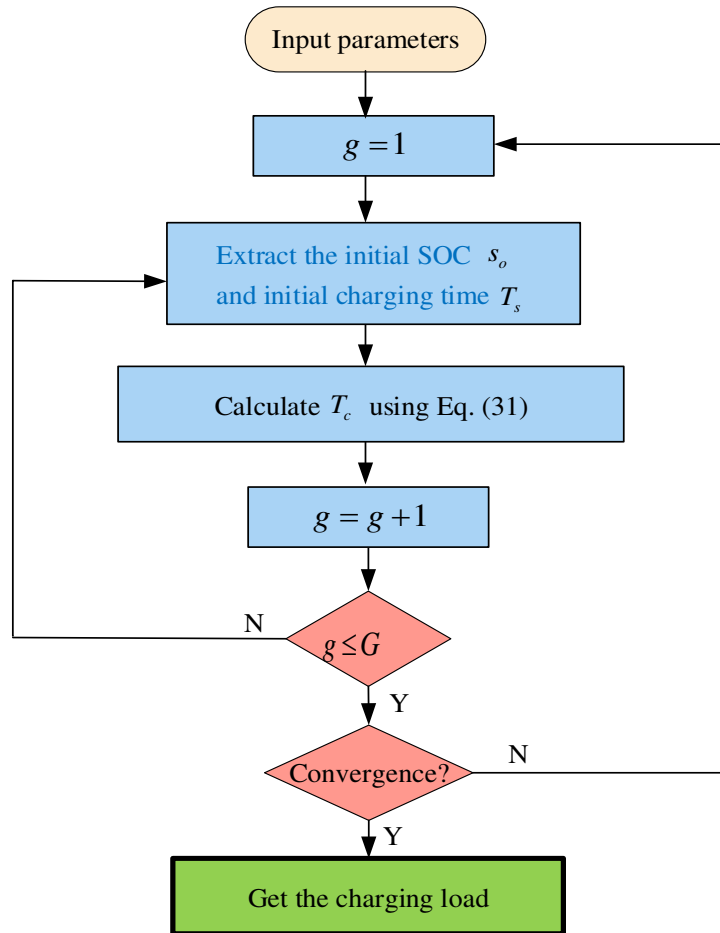 Input parameters
g = 1
Extract the initial SOC s_o
and initial charging time T_s
Calculate T_c using Eq. (31)
g = g + 1
N
g ≤ G
Y
Convergence?
N
Y
Get the charging load